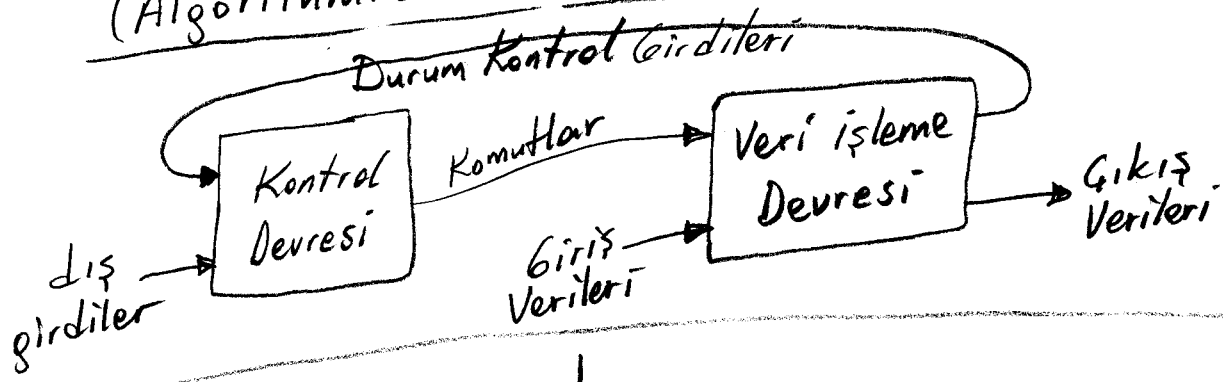 Durum Kontrol Girdileri
Kontrol
Devresi
Komutlar
Veri işleme
Devresi
dış
girdiler
Giriş
Verileri
Çıkış
Verileri